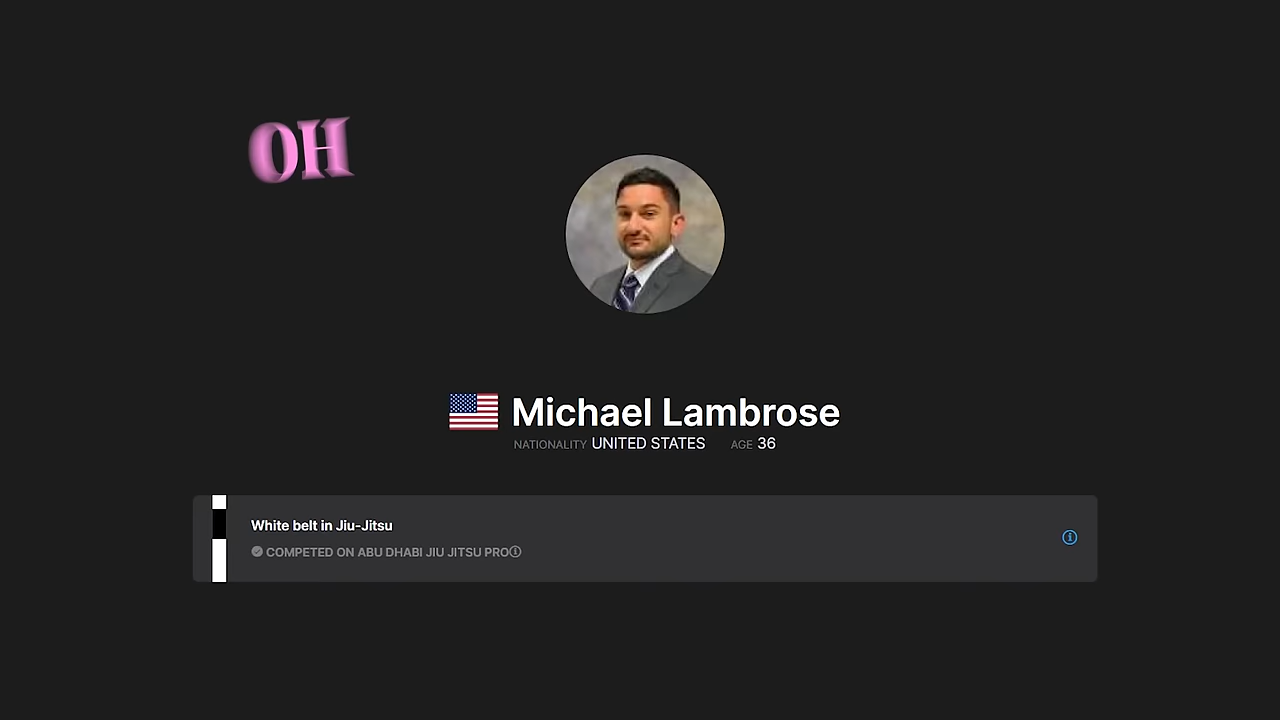 OH
Michael Lambrose
NATIONALITY UNITED STATES AGE 36
White belt in Jiu-Jitsu
COMPETED ON ABU DHABI JIU JITSU PRO